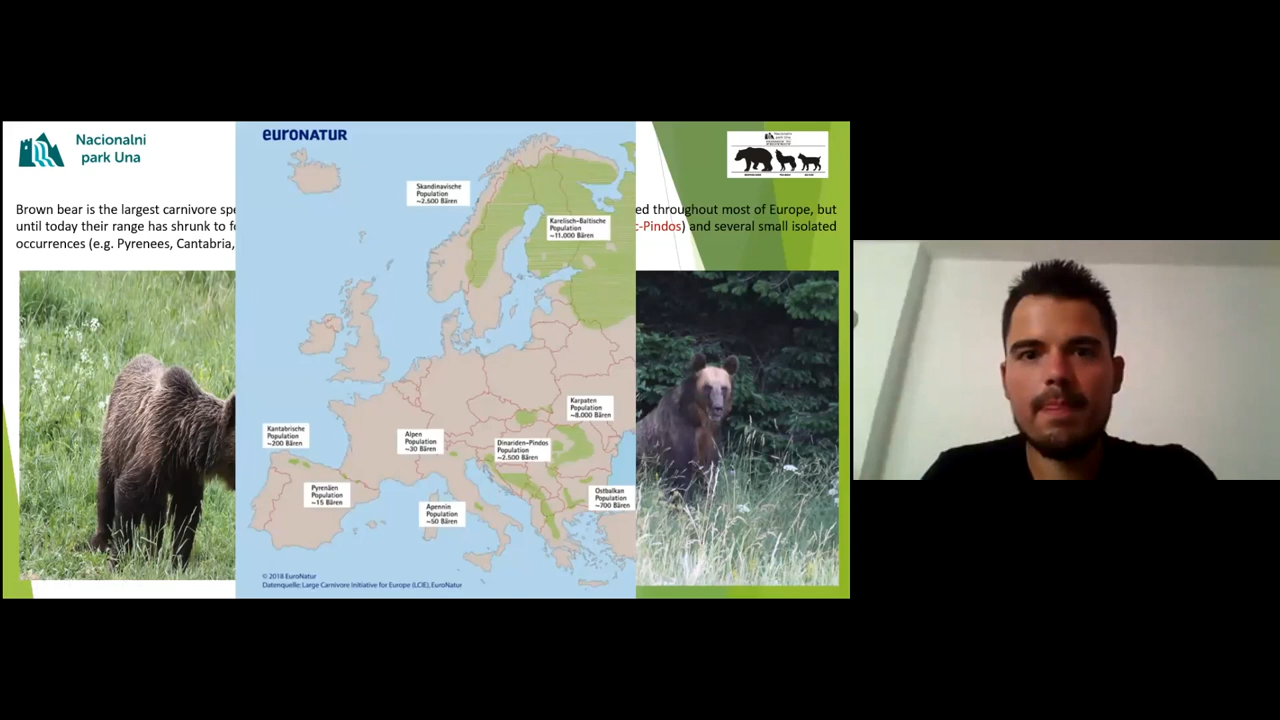 Nacionalni
park Una
euroNATUR
Nacionalni
park Una
Brown bear is the largest carnivore
ed throughout most of Europe, but
until today their range has shrunk to
-Pindos) and several small isolated
occurrences (e.g. Pyrenees, Cantabria,
Skandinavische
Population
~2.500 Bären
Karelisch-Baltische
Population
~11.000 Bären
Karpaten
Population
~8.000 Bären
Kantabrische
Population
~200 Bären
Alpen
Population
~30 Bären
Dinariden-Pindos
Population
~2.500 Bären
Pyrenäen
Population
~15 Bären
Apennin
Population
~50 Bären
Ostbalkan
Population
~700 Bären
© 2018 EuroNatur
Datenquelle: Large Carnivore Initiative for Europe (LCIE), EuroNatur